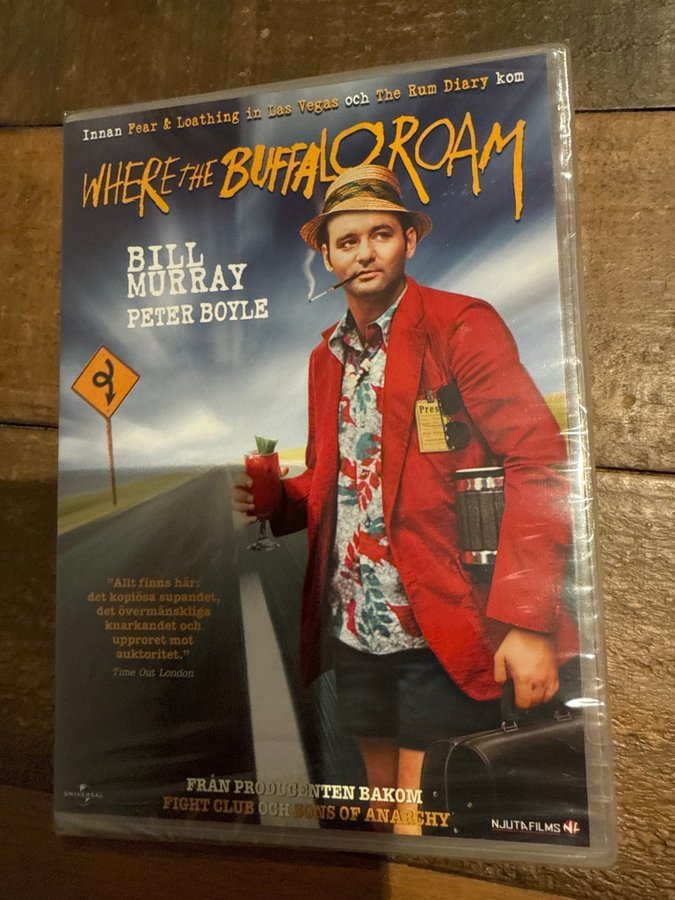 Innan Fear & Loathing in Las Vegas och The Rum Diary kom
WHERE THE BUFFALO ROAM
BILL
MURRAY
PETER BOYLE
Press
"Allt finns här:
det kopiösa supandet,
det övermänskliga
knarkandet och
upproret mot
auktoritet."
Time Out London
FRÅN PRODUCENTEN BAKOM
FIGHT CLUB OCH SONS OF ANARCHY
UNIVERSAL
NJUTAFILMS